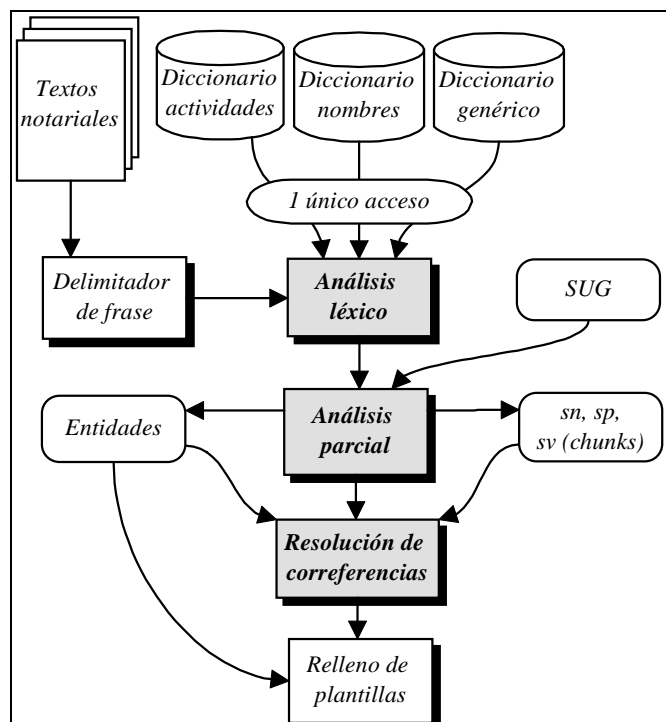 Textos
notariales
Diccionario
actividades
Diccionario
nombres
Diccionario
genérico
1 único acceso
Delimitador
de frase
Análisis
léxico
SUG
Entidades
Análisis
parcial
sn, sp,
sv (chunks)
Resolución de
correferencias
Relleno de
plantillas